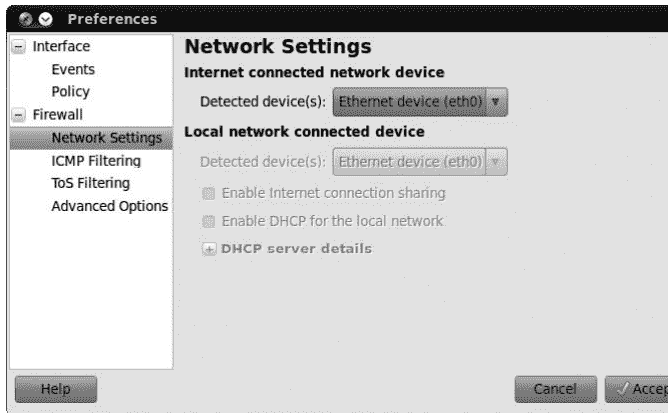 Preferences
Interface
Events
Policy
Firewall
Network Settings
ICMP Filtering
ToS Filtering
Advanced Options
Network Settings
Internet connected network device
Detected device(s): Ethernet device (eth0)
Local network connected device
Detected device(s): Ethernet device (eth0)
Enable Internet connection sharing
Enable DHCP for the local network
DHCP server details
Help
Cancel
Accep